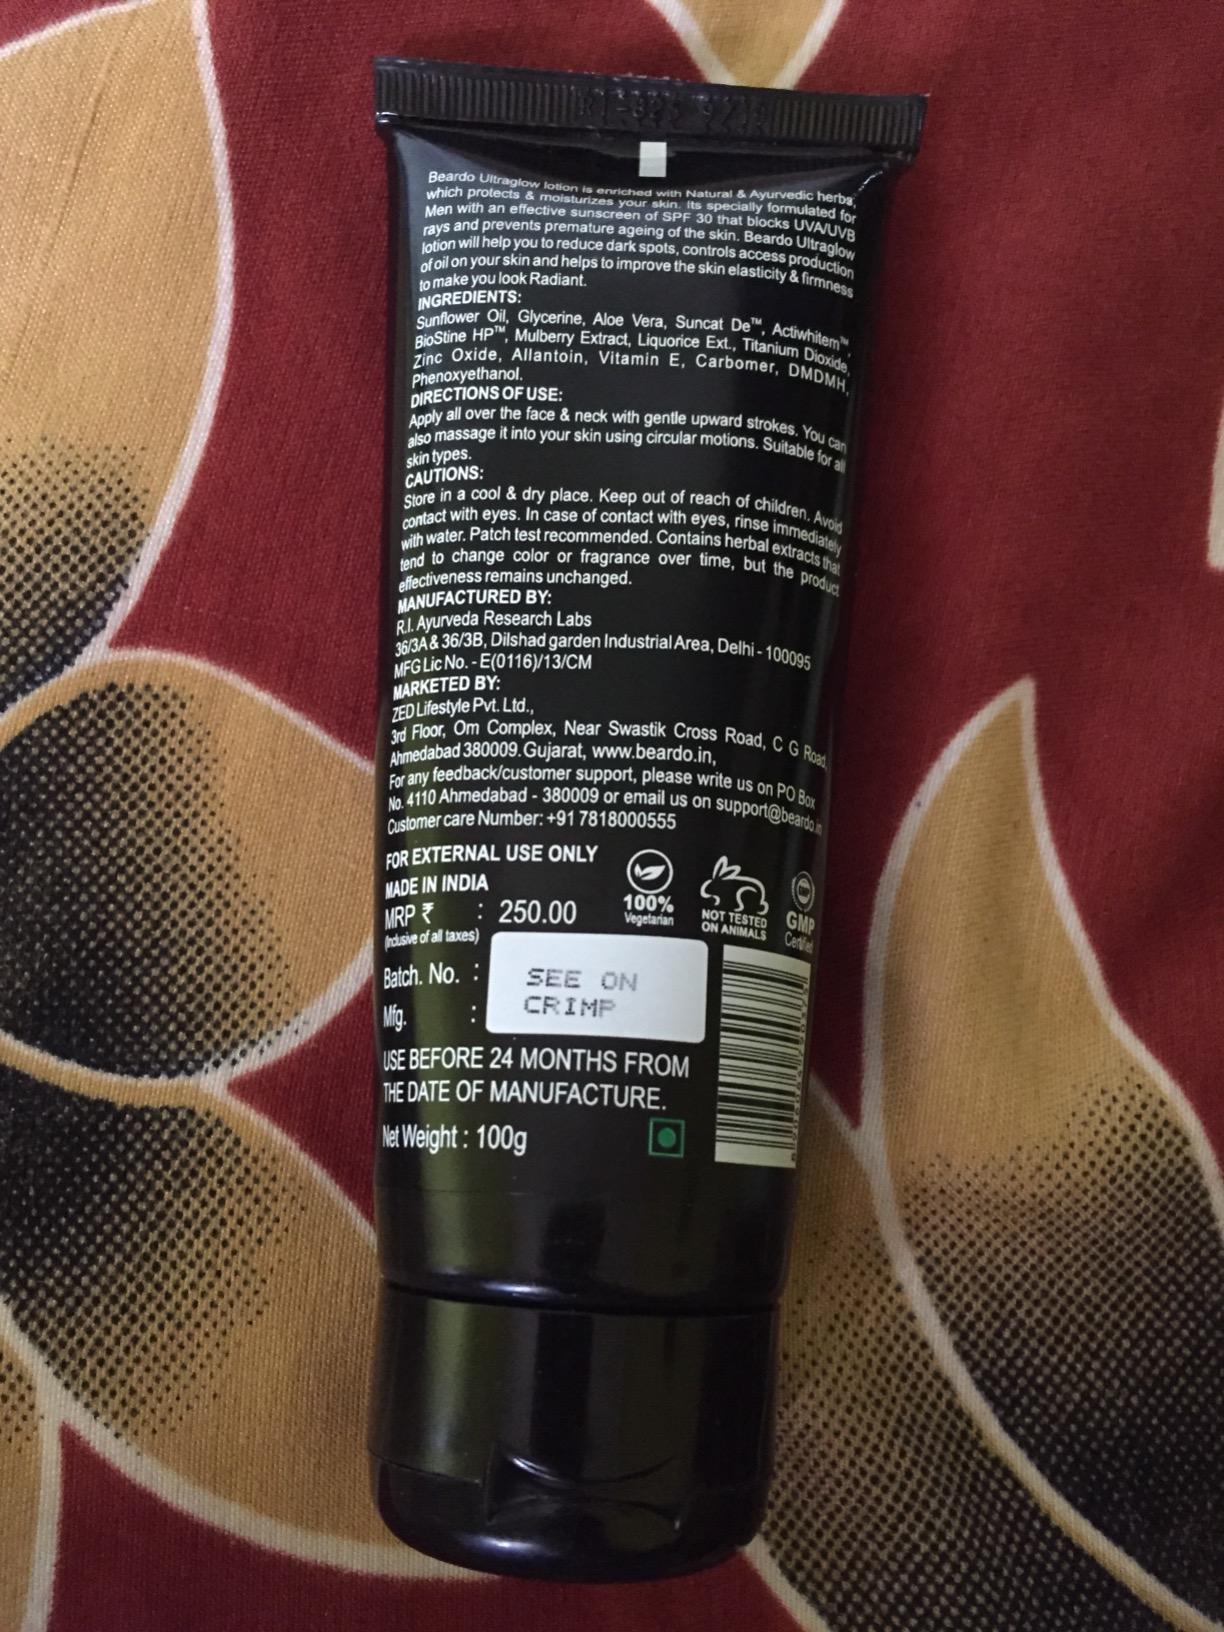 Beardo Ultraglow lotion is enriched with Natural & Ayurvedic herbs,
which protects & moisturizes your skin. Its specially formulated for
Men with an effective sunscreen of SPF 30 that blocks UVA/UVB
rays and prevents premature ageing of the skin. Beardo Ultraglow
lotion will help you to reduce dark spots, controls access production
of oil on your skin and helps to improve the skin elasticity & firmness
to make you look Radiant.
INGREDIENTS:
Sunflower Oil, Glycerine, Aloe Vera, Suncat De™, Actiwhitem™,
BioStine HP™, Mulberry Extract, Liquorice Ext., Titanium Dioxide,
Zinc Oxide, Allantoin, Vitamin E, Carbomer, DMDMH,
Phenoxyethanol.
DIRECTIONS OF USE:
Apply all over the face & neck with gentle upward strokes. You can
also massage it into your skin using circular motions. Suitable for all
skin types.
CAUTIONS:
Store in a cool & dry place. Keep out of reach of children. Avoid
contact with eyes. In case of contact with eyes, rinse immediately
with water. Patch test recommended. Contains herbal extracts that
tend to change color or fragrance over time, but the product
effectiveness remains unchanged.
MANUFACTURED BY:
R.I. Ayurveda Research Labs
36/3A & 36/3B, Dilshad garden Industrial Area, Delhi - 100095
MFG Lic No. - E(0116)/13/CM
MARKETED BY:
ZED Lifestyle Pvt. Ltd.,
3rd Floor, Om Complex, Near Swastik Cross Road, C G Road,
Ahmedabad 380009. Gujarat, www.beardo.in,
For any feedback/customer support, please write us on PO Box
No. 4110 Ahmedabad - 380009 or email us on support@beardo.in
Customer care Number: +91 7818000555
FOR EXTERNAL USE ONLY
MADE IN INDIA
MRP ₹ : 250.00
(Inclusive of all taxes)
100%
Vegetarian
NOT TESTED
ON ANIMALS
GMP
Certified
Batch. No. :
Mfg. :
SEE ON
CRIMP
USE BEFORE 24 MONTHS FROM
THE DATE OF MANUFACTURE.
Net Weight : 100g